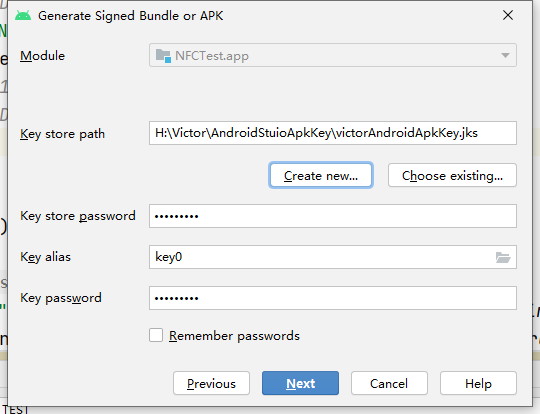 Generate Signed Bundle or APK
Module
NFCTest.app
Key store path
H:\Victor\AndroidStuioApkKey\victorAndroidApkKey.jks
Create new...
Choose existing...
Key store password
•••••••••
Key alias
key0
Key password
•••••••••
Remember passwords
Previous
Next
Cancel
Help
TEST